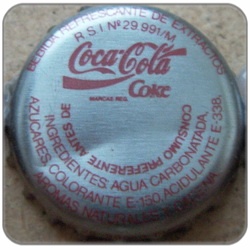 BEBIDA REFRESCANTE DE EXTRACTOS
R.S.I Nº 29.991/M.
Coca-Cola
MARCAS REG.
Coke
CONSUMO PREFERENTE ANTES DE
INGREDIENTES: AGUA CARBONATADA,
AZUCARES, COLORANTE E-150, ACIDULANTE E-338,
AROMAS NATURALES